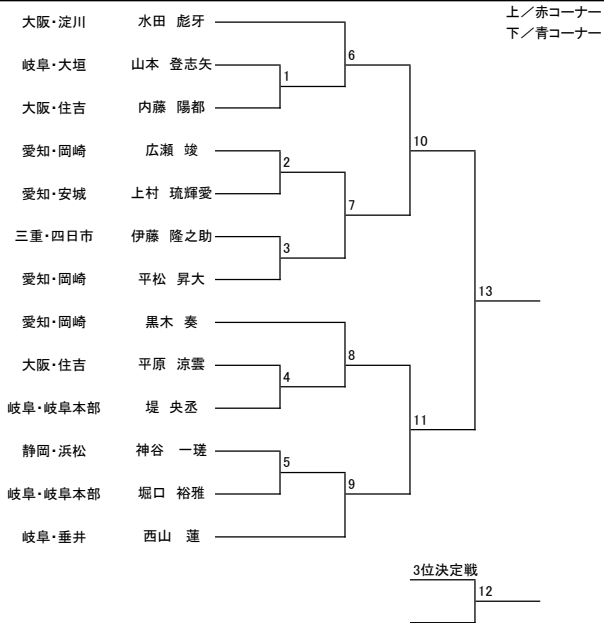 上／赤コーナー
下／青コーナー
大阪・淀川 水田 彪牙
6
岐阜・大垣 山本 登志矢
1
大阪・住吉 内藤 陽都
10
愛知・岡崎 広瀬 竣
2
愛知・安城 上村 琉輝愛
7
三重・四日市 伊藤 隆之助
3
愛知・岡崎 平松 昇大
13
愛知・岡崎 黒木 奏
8
大阪・住吉 平原 涼雲
4
岐阜・岐阜本部 堤 央丞
11
静岡・浜松 神谷 一瑳
5
岐阜・岐阜本部 堀口 裕雅
9
岐阜・垂井 西山 蓮
3位決定戦
12